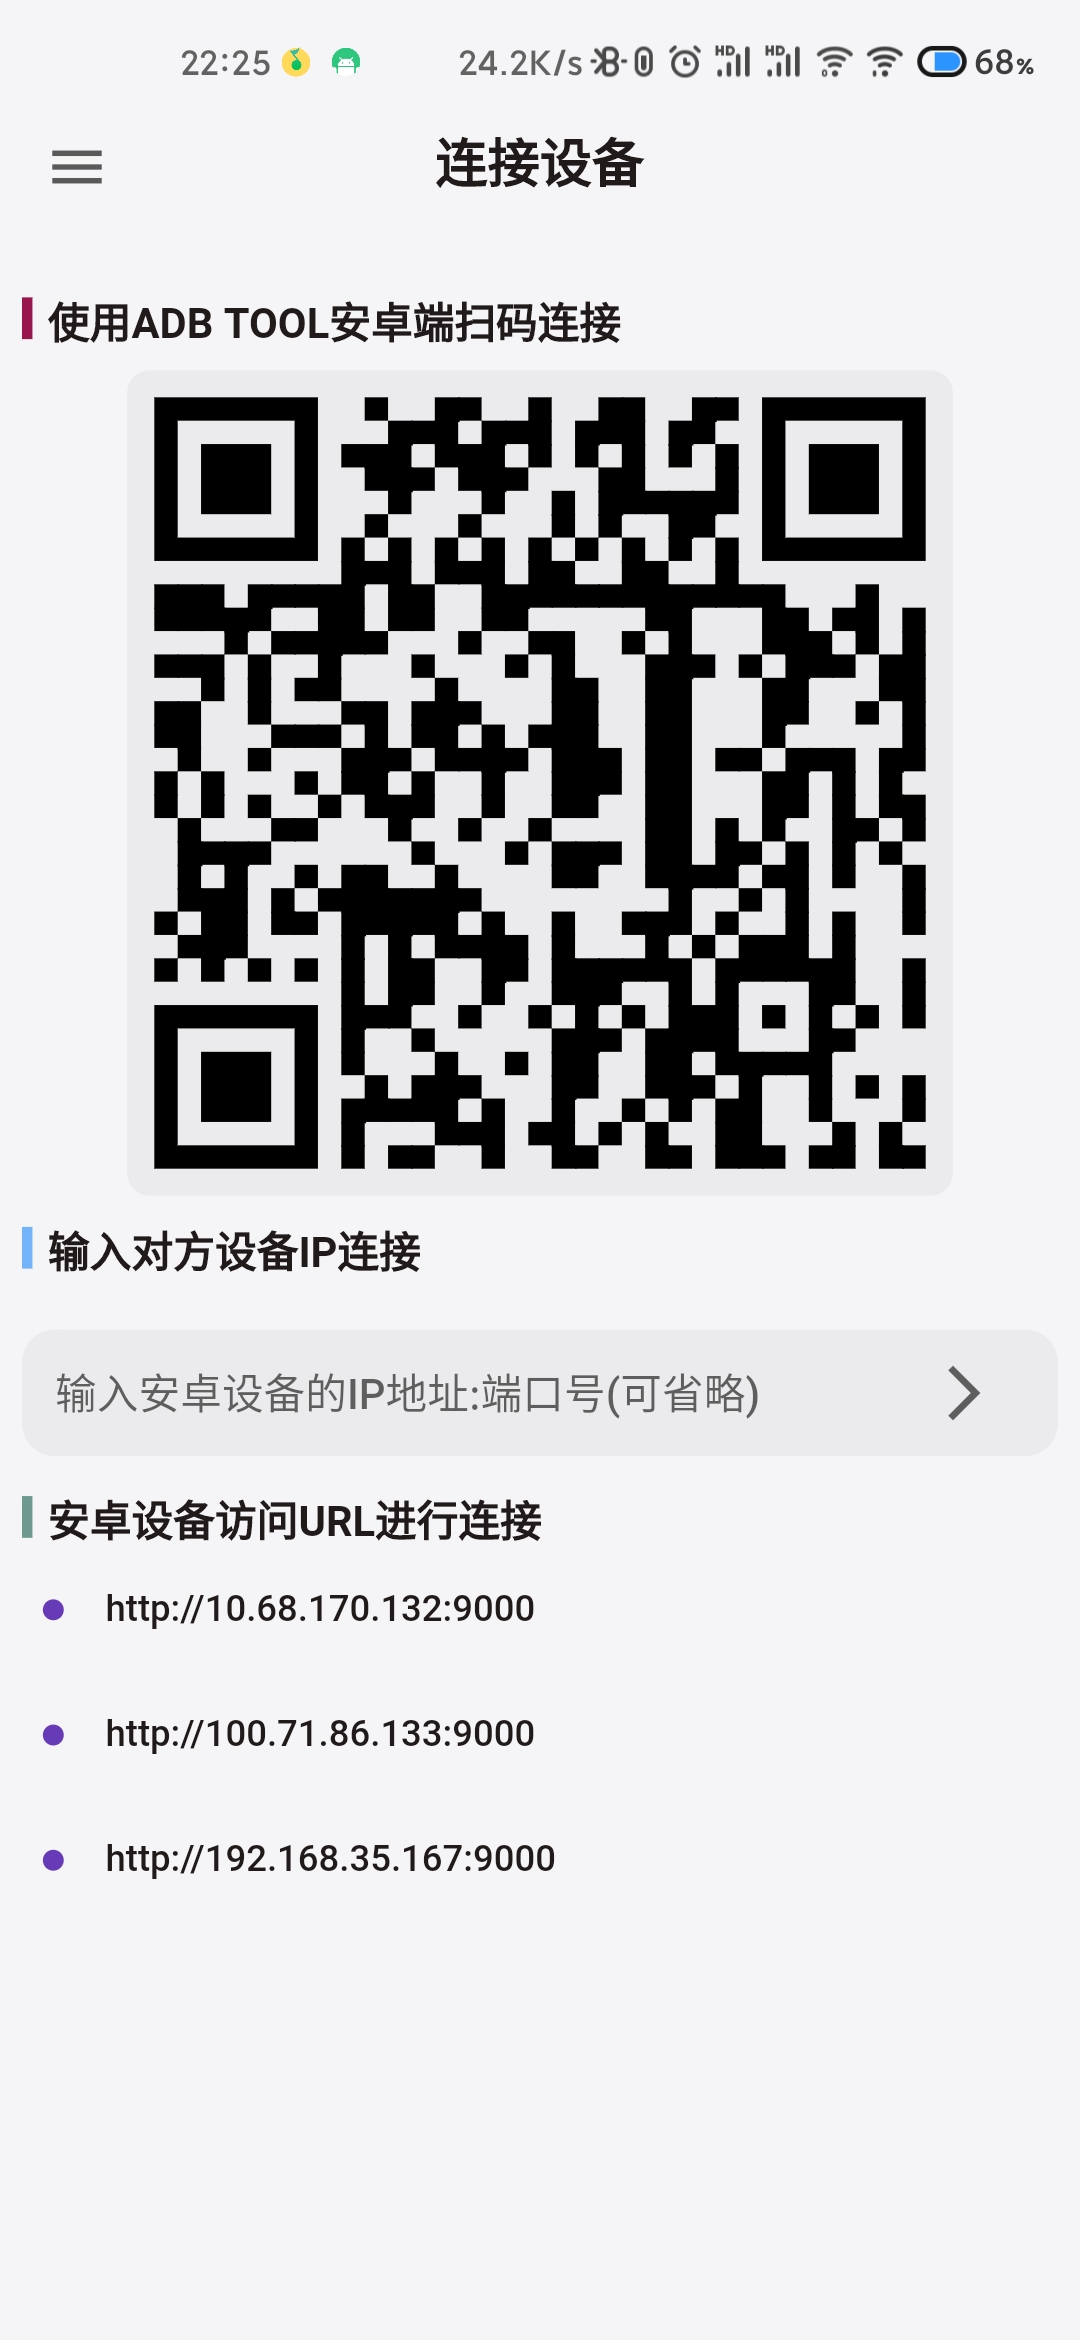 22:25 24.2K/s HD HD 68%
连接设备
使用ADB TOOL安卓端扫码连接
输入对方设备IP连接
输入安卓设备的IP地址:端口号(可省略)
安卓设备访问URL进行连接
http://10.68.170.132:9000
http://100.71.86.133:9000
http://192.168.35.167:9000